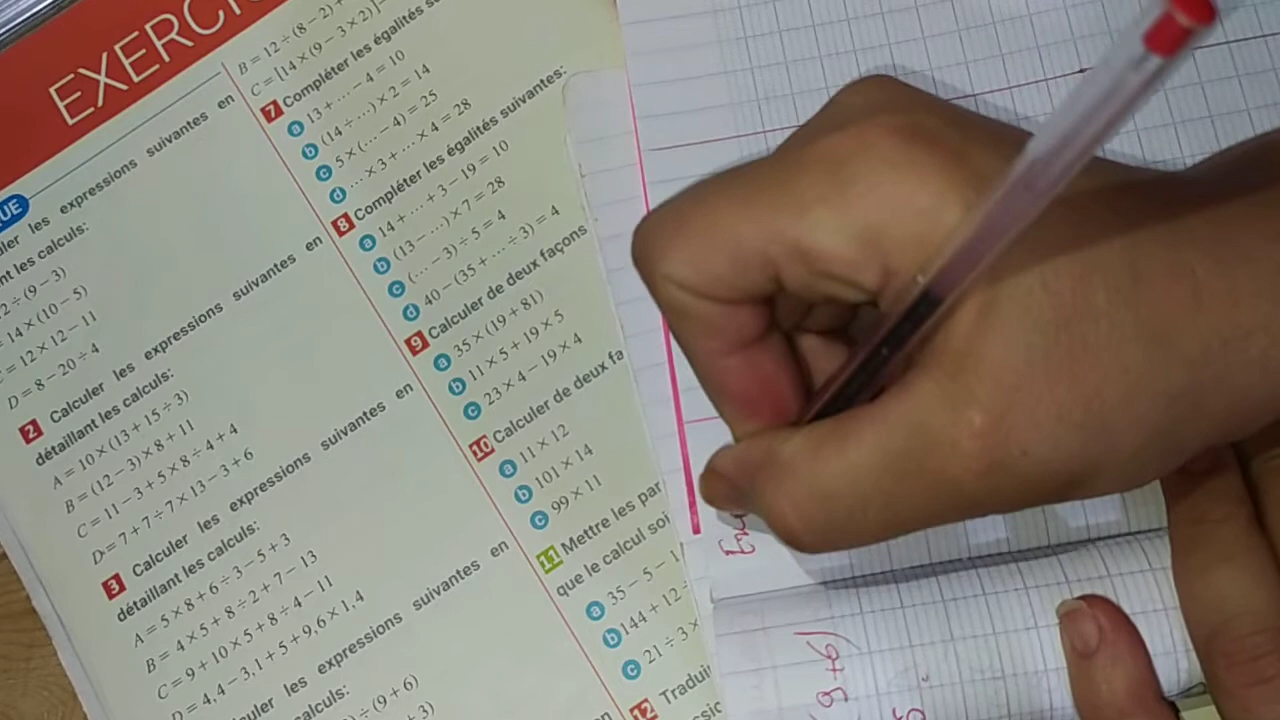 EXERCI
suivantes en
expressions
les
nt les calculs:
2÷(9−3)
14×(10−5)
= 12×12−11
D = 8−20÷4
2 Calculer les expressions suivantes en
détaillant les calculs:
A = 10×(13+15÷3)
B = (12−3)×8+11
C = 11−3+5×8÷4+4
D = 7+7÷7×13−3+6
3 Calculer les expressions suivantes en
détaillant les calculs:
A = 5×8+6÷3−5+3
B = 4×5+8÷2+7−13
C = 9+10×5+8÷4−11
D = 4,4−3,1+5+9,6×1,4
culer les expressions suivantes en
calculs:
÷(9+6)
+3)
en
B = 12÷(8−2)+
C = [14×(9−3×2)]
7 Compléter les égalités su
a 13+...−4 = 10
b (14÷...)×2 = 14
c 5×(...−4) = 25
d ...×3+...×4 = 28
8 Compléter les égalités suivantes:
a 14+...+3−19 = 10
b (13−...)×7 = 28
c (...−3)÷5 = 4
d 40−(35+...÷3) = 4
9 Calculer de deux façons
a 35×(19+81)
b 11×5+19×5
c 23×4−19×4
10 Calculer de deux fa
a 11×12
b 101×14
c 99×11
11 Mettre les par
que le calcul soi
a 35−5−1
b 144+12÷
c 21÷3×
12 Tradui